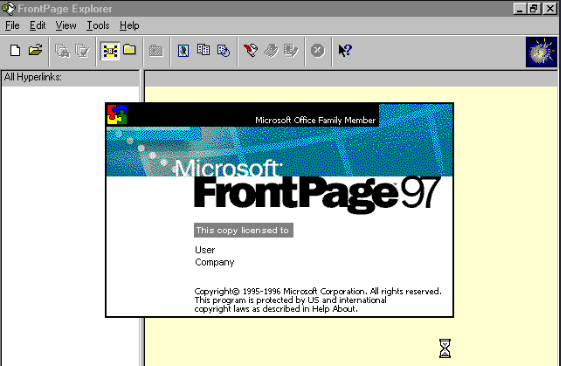 FrontPage Explorer
File Edit View Tools Help
All Hyperlinks:
Microsoft Office Family Member
Microsoft®
FrontPage 97
This copy licensed to
User
Company
Copyright© 1995-1996 Microsoft Corporation. All rights reserved.
This program is protected by US and international
copyright laws as described in Help About.